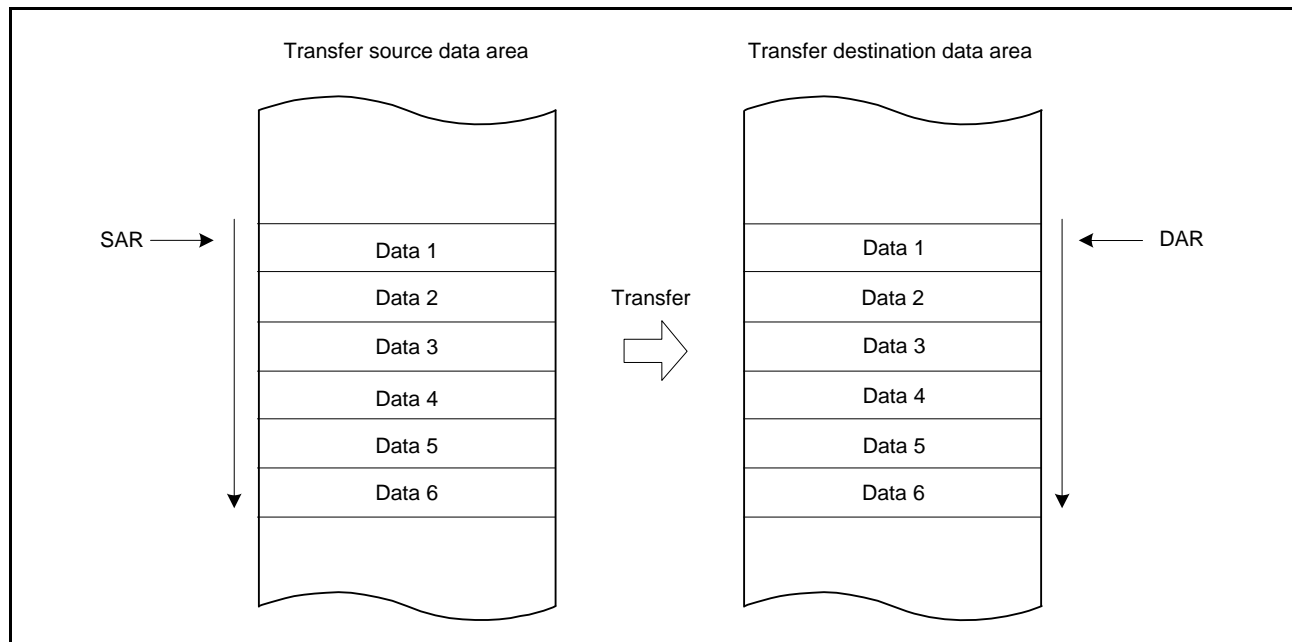 Transfer source data area
Transfer destination data area
SAR
Data 1
Data 2
Data 3
Data 4
Data 5
Data 6
Transfer
Data 1
Data 2
Data 3
Data 4
Data 5
Data 6
DAR